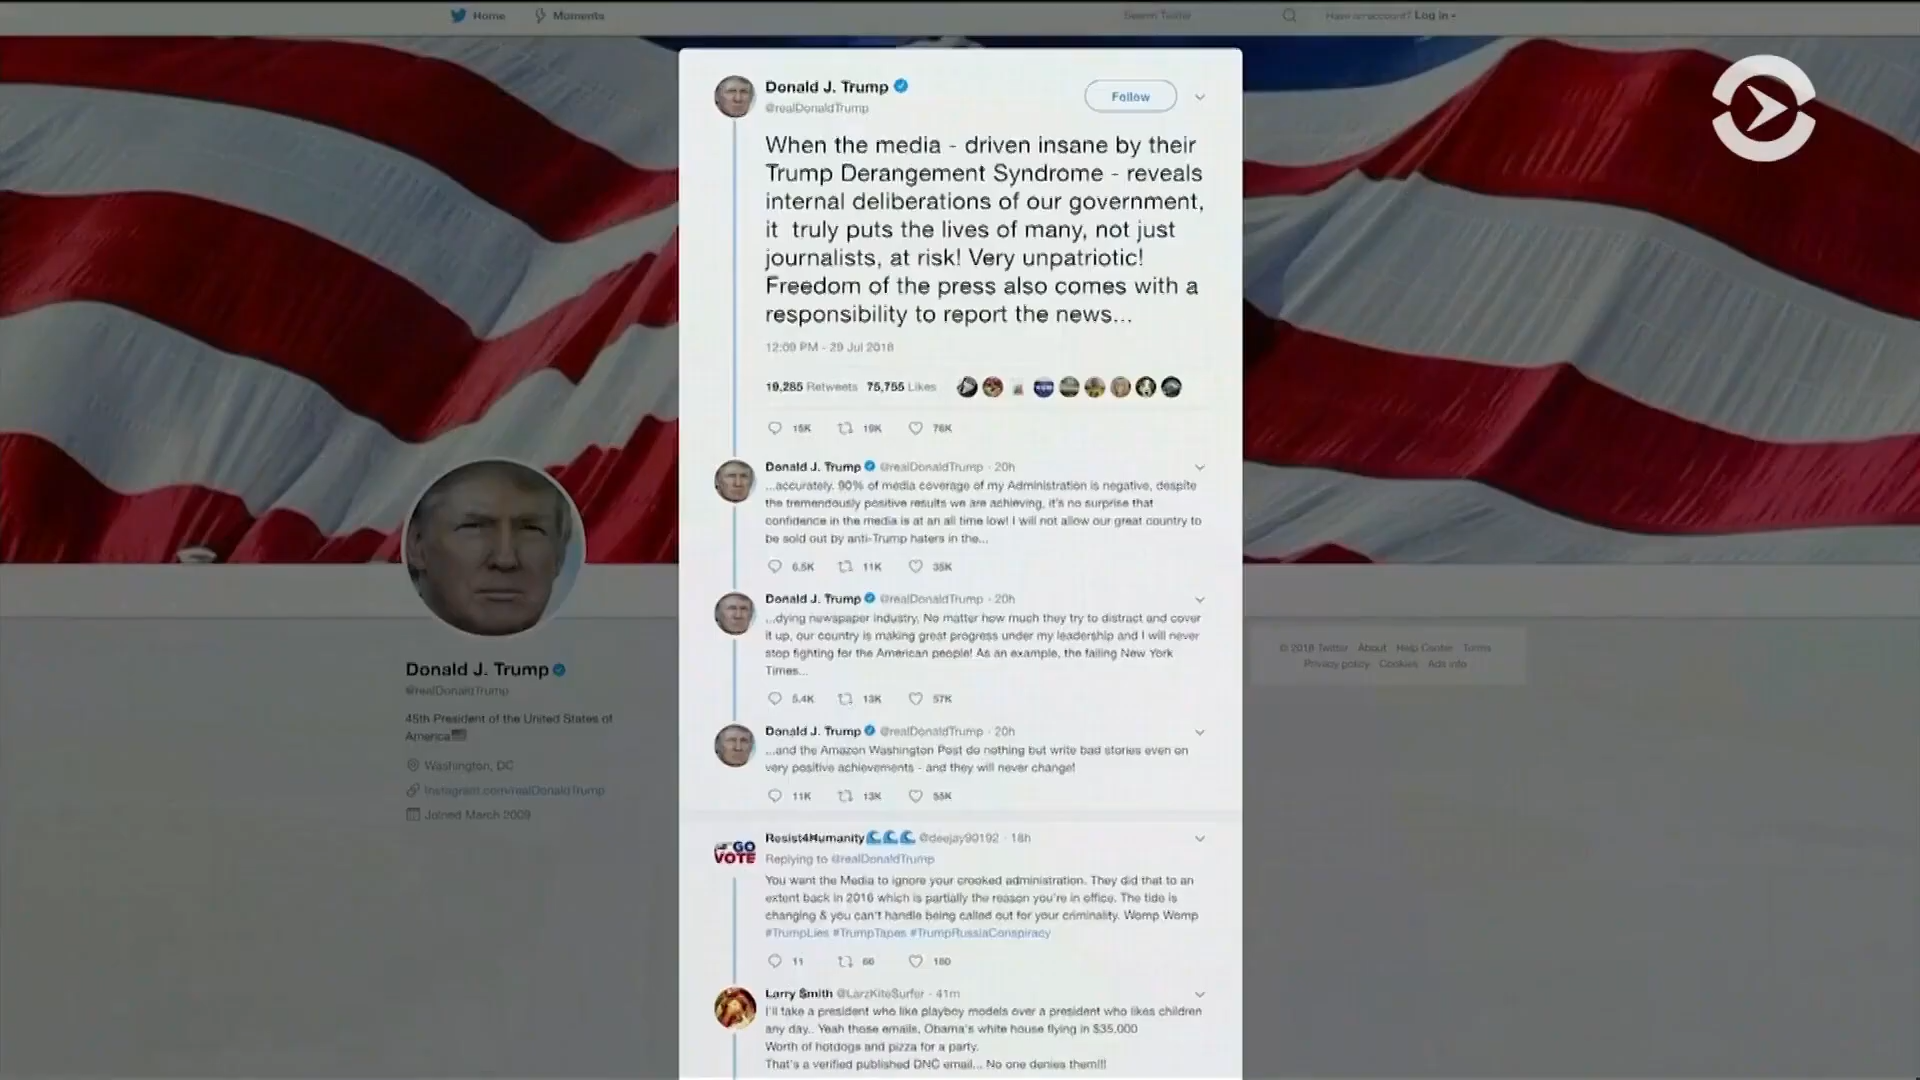 Home Moments Search Twitter Have an account? Log in
Donald J. Trump
@realDonaldTrump
Follow
When the media - driven insane by their
Trump Derangement Syndrome - reveals
internal deliberations of our government,
it truly puts the lives of many, not just
journalists, at risk! Very unpatriotic!
Freedom of the press also comes with a
responsibility to report the news...
12:09 PM - 29 Jul 2018
19,285 Retweets 75,755 Likes
15K 19K 76K
Donald J. Trump @realDonaldTrump · 20h
...accurately. 90% of media coverage of my Administration is negative, despite
the tremendously positive results we are achieving, it's no surprise that
confidence in the media is at an all time low! I will not allow our great country to
be sold out by anti-Trump haters in the...
6.5K 11K 35K
Donald J. Trump @realDonaldTrump · 20h
...dying newspaper industry. No matter how much they try to distract and cover
it up, our country is making great progress under my leadership and I will never
stop fighting for the American people! As an example, the failing New York
Times...
5.4K 13K 57K
Donald J. Trump @realDonaldTrump · 20h
...and the Amazon Washington Post do nothing but write bad stories even on
very positive achievements - and they will never change!
11K 13K 55K
GO
VOTE
Resist4Humanity🌊🌊🌊 @deejay90192 · 18h
Replying to @realDonaldTrump
You want the Media to ignore your crooked administration. They did that to an
extent back in 2016 which is partially the reason you're in office. The tide is
changing & you can't handle being called out for your criminality. Womp Womp
#TrumpLies #TrumpTapes #TrumpRussiaConspiracy
11 66 160
Larry Smith @LarzKiteSurfer · 41m
I'll take a president who like playboy models over a president who likes children
any day.. Yeah those emails, Obama's white house flying in $35,000
Worth of hotdogs and pizza for a party.
That's a verified published DNC email... No one denies them!!!
Donald J. Trump
@realDonaldTrump
45th President of the United States of
America🇺🇸
Washington, DC
Instagram.com/realDonaldTrump
Joined March 2009
© 2018 Twitter About Help Center Terms
Privacy policy Cookies Ads info